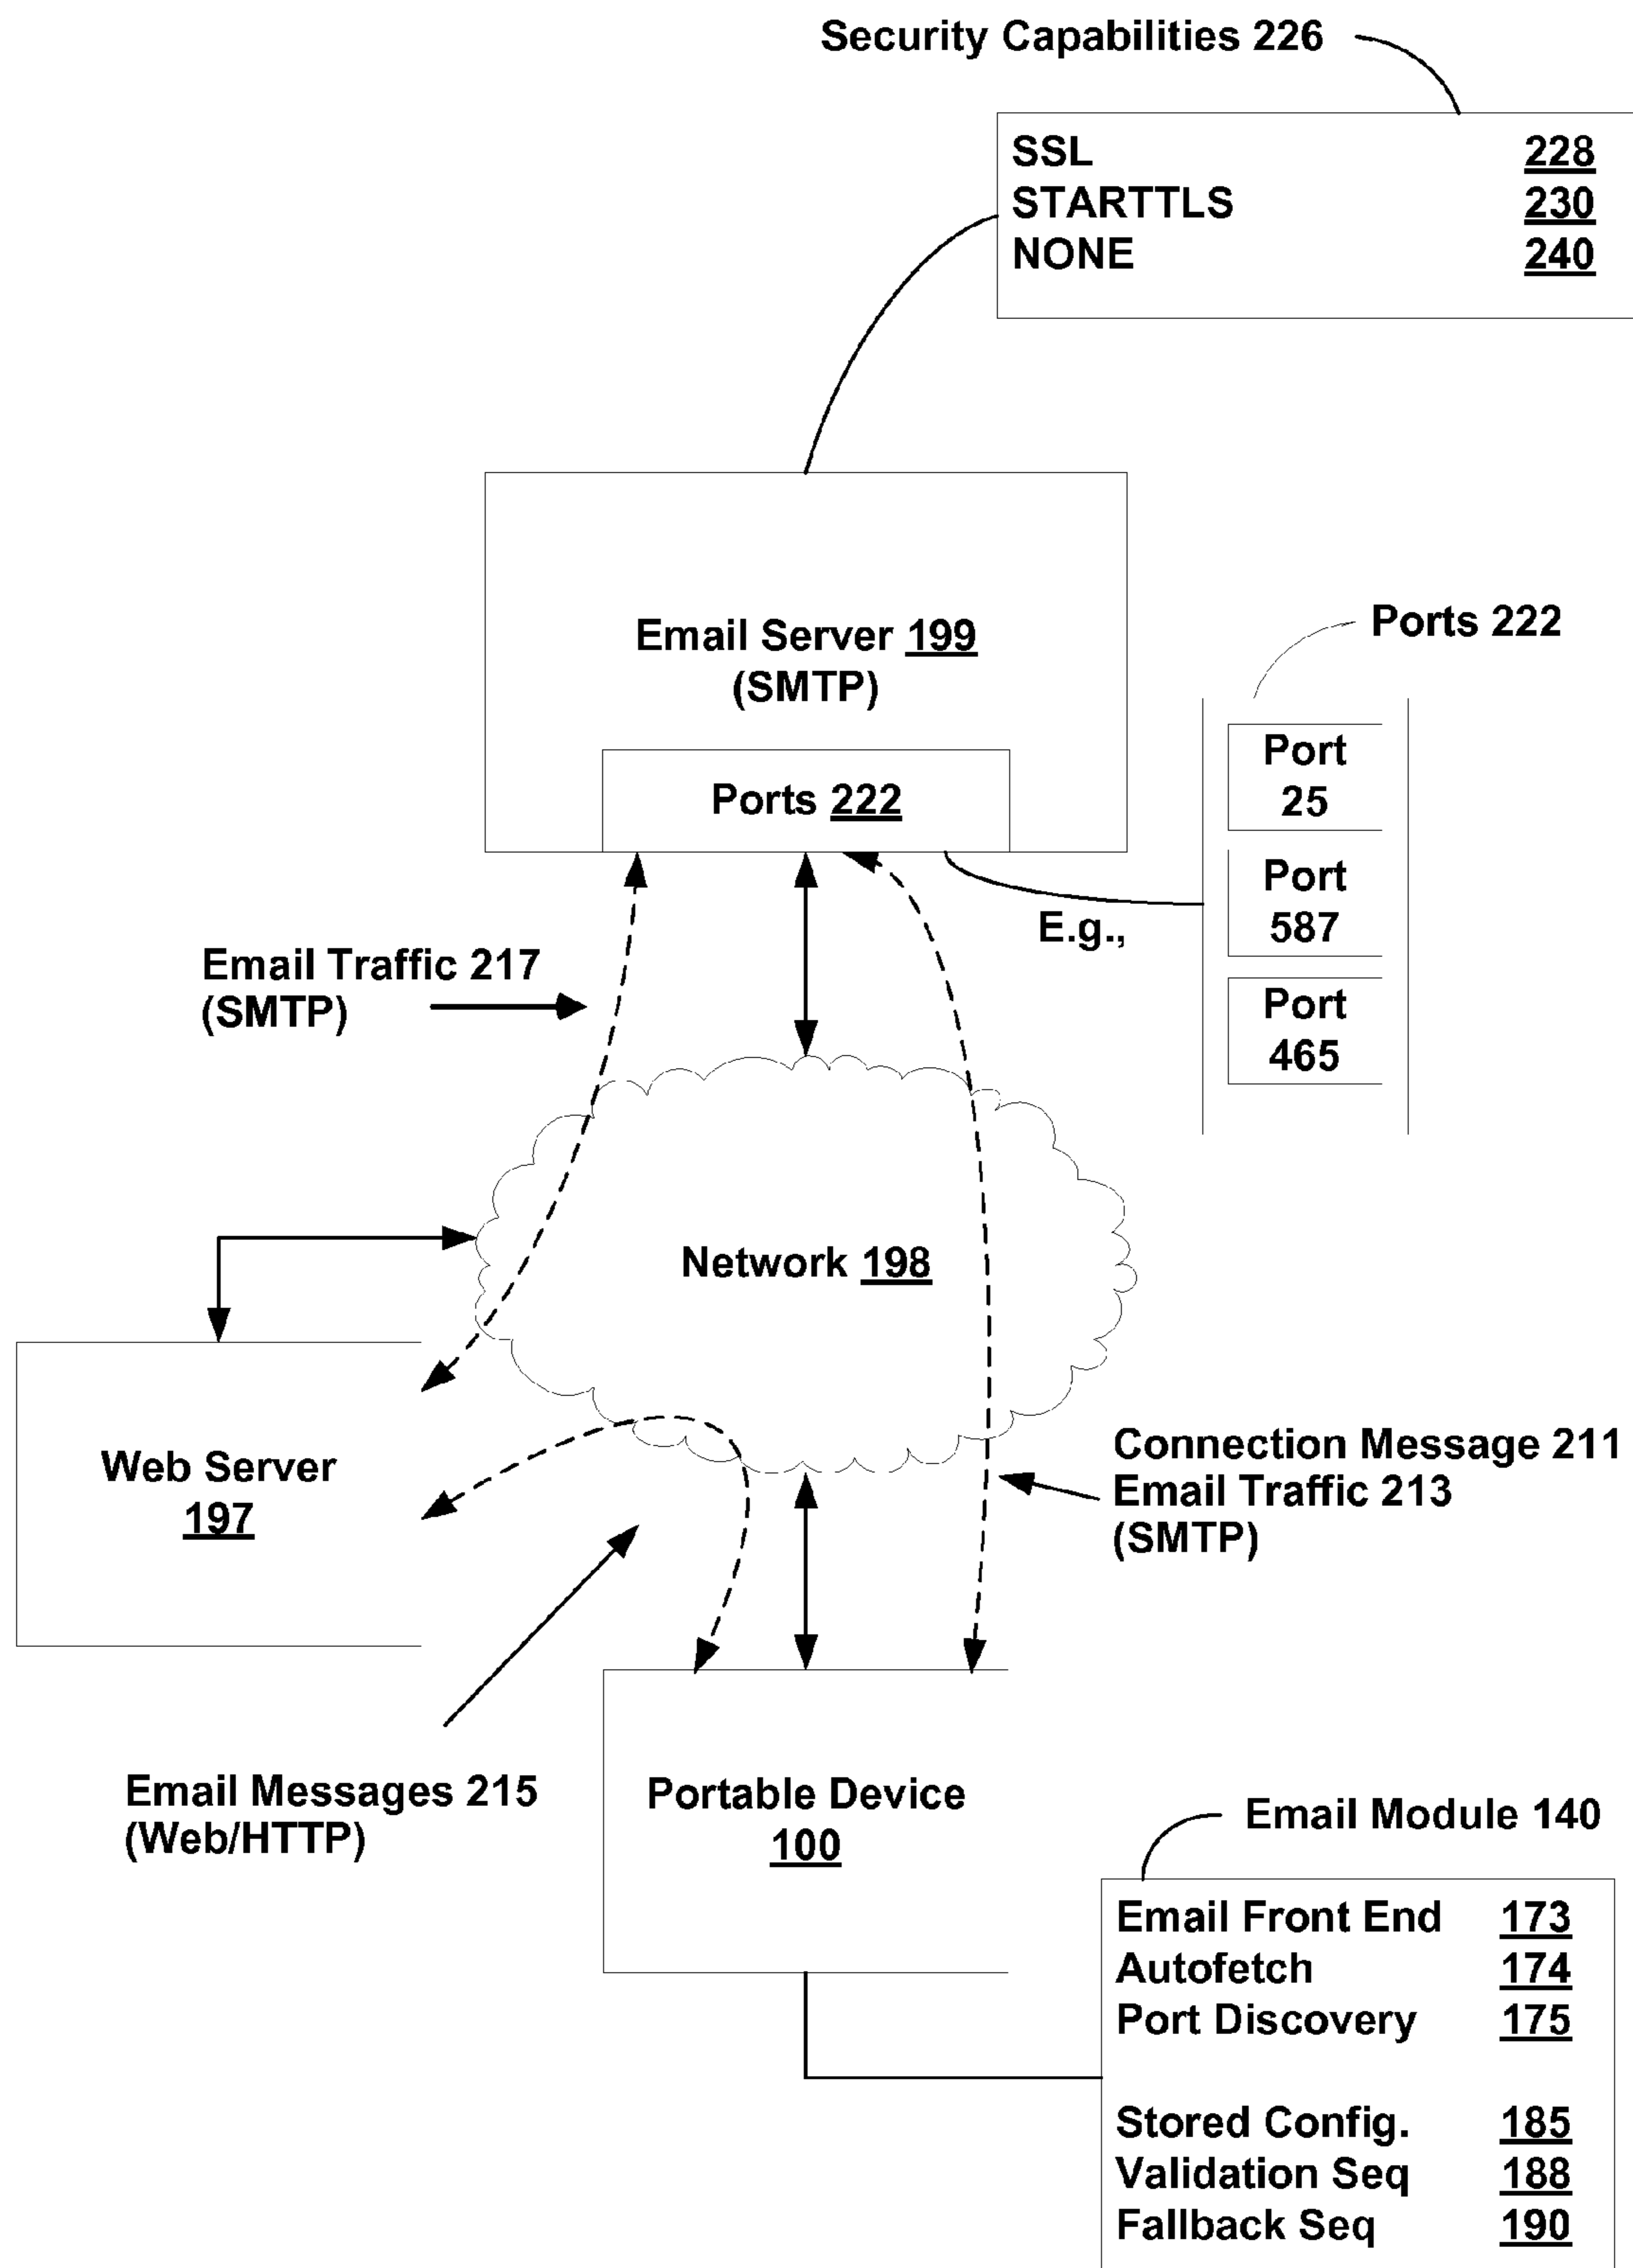 Security Capabilities 226
SSL 228
STARTTLS 230
NONE 240
Email Server 199
(SMTP)
Ports 222
Ports 222
Port
25
Port
587
Port
465
E.g.,
Email Traffic 217
(SMTP)
Network 198
Web Server
197
Connection Message 211
Email Traffic 213
(SMTP)
Email Messages 215
(Web/HTTP)
Portable Device
100
Email Module 140
Email Front End 173
Autofetch 174
Port Discovery 175
Stored Config. 185
Validation Seq 188
Fallback Seq 190